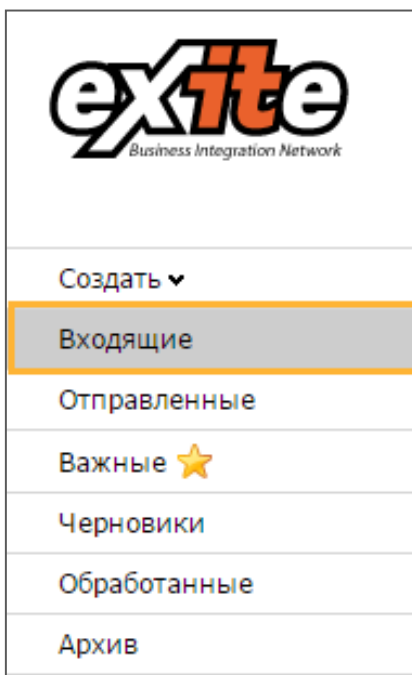 exite
Business Integration Network
Создать
Входящие
Отправленные
Важные
Черновики
Обработанные
Архив